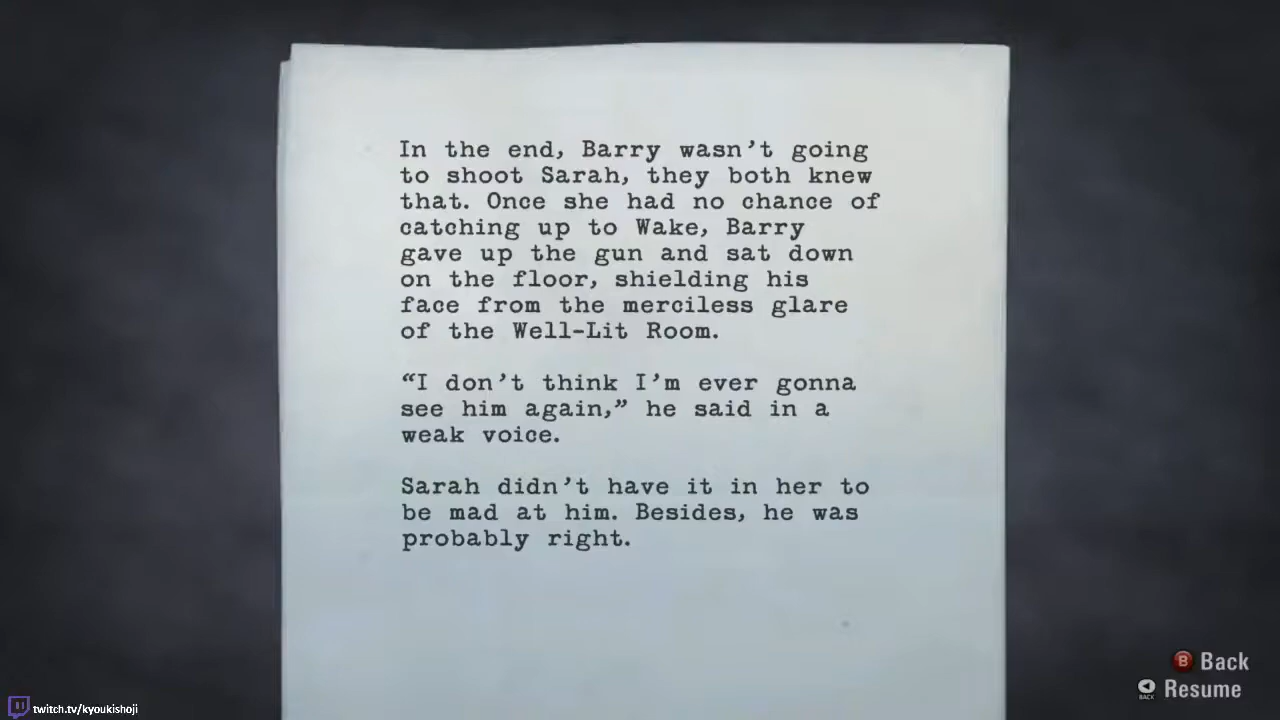 In the end, Barry wasn't going
to shoot Sarah, they both knew
that. Once she had no chance of
catching up to Wake, Barry
gave up the gun and sat down
on the floor, shielding his
face from the merciless glare
of the Well-Lit Room.
“I don't think I'm ever gonna
see him again,” he said in a
weak voice.
Sarah didn't have it in her to
be mad at him. Besides, he was
probably right.
B Back
BACK Resume
twitch.tv/kyoukishoji